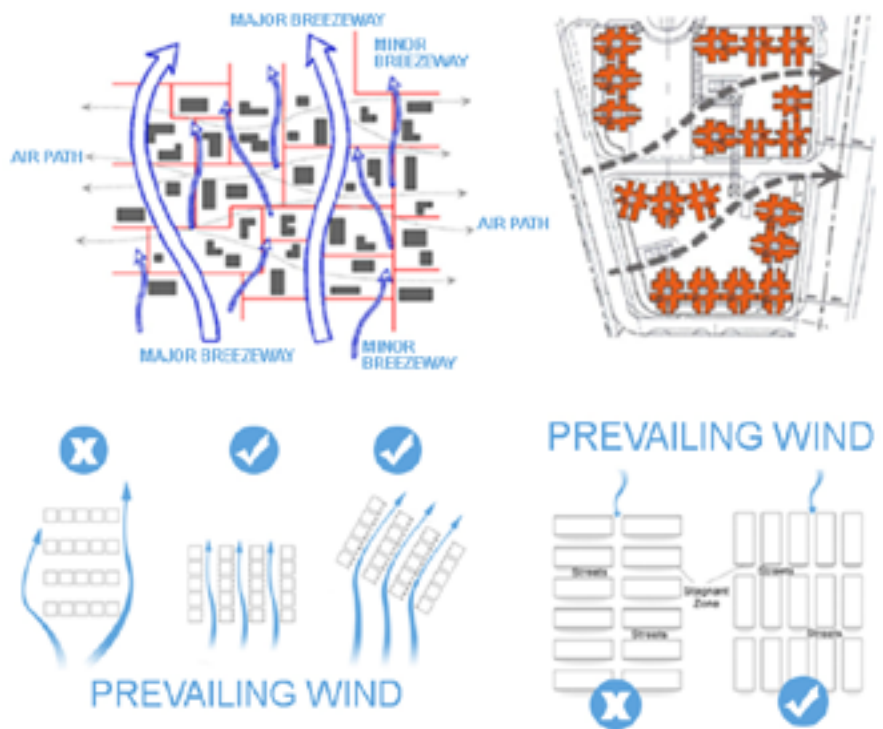 MAJOR BREEZEWAY
MINOR
BREEZEWAY
AIR PATH
AIR PATH
MAJOR BREEZEWAY
MINOR
BREEZEWAY
PREVAILING WIND
PREVAILING WIND
Streets
Stagnant
Zone
Streets
Streets
Streets